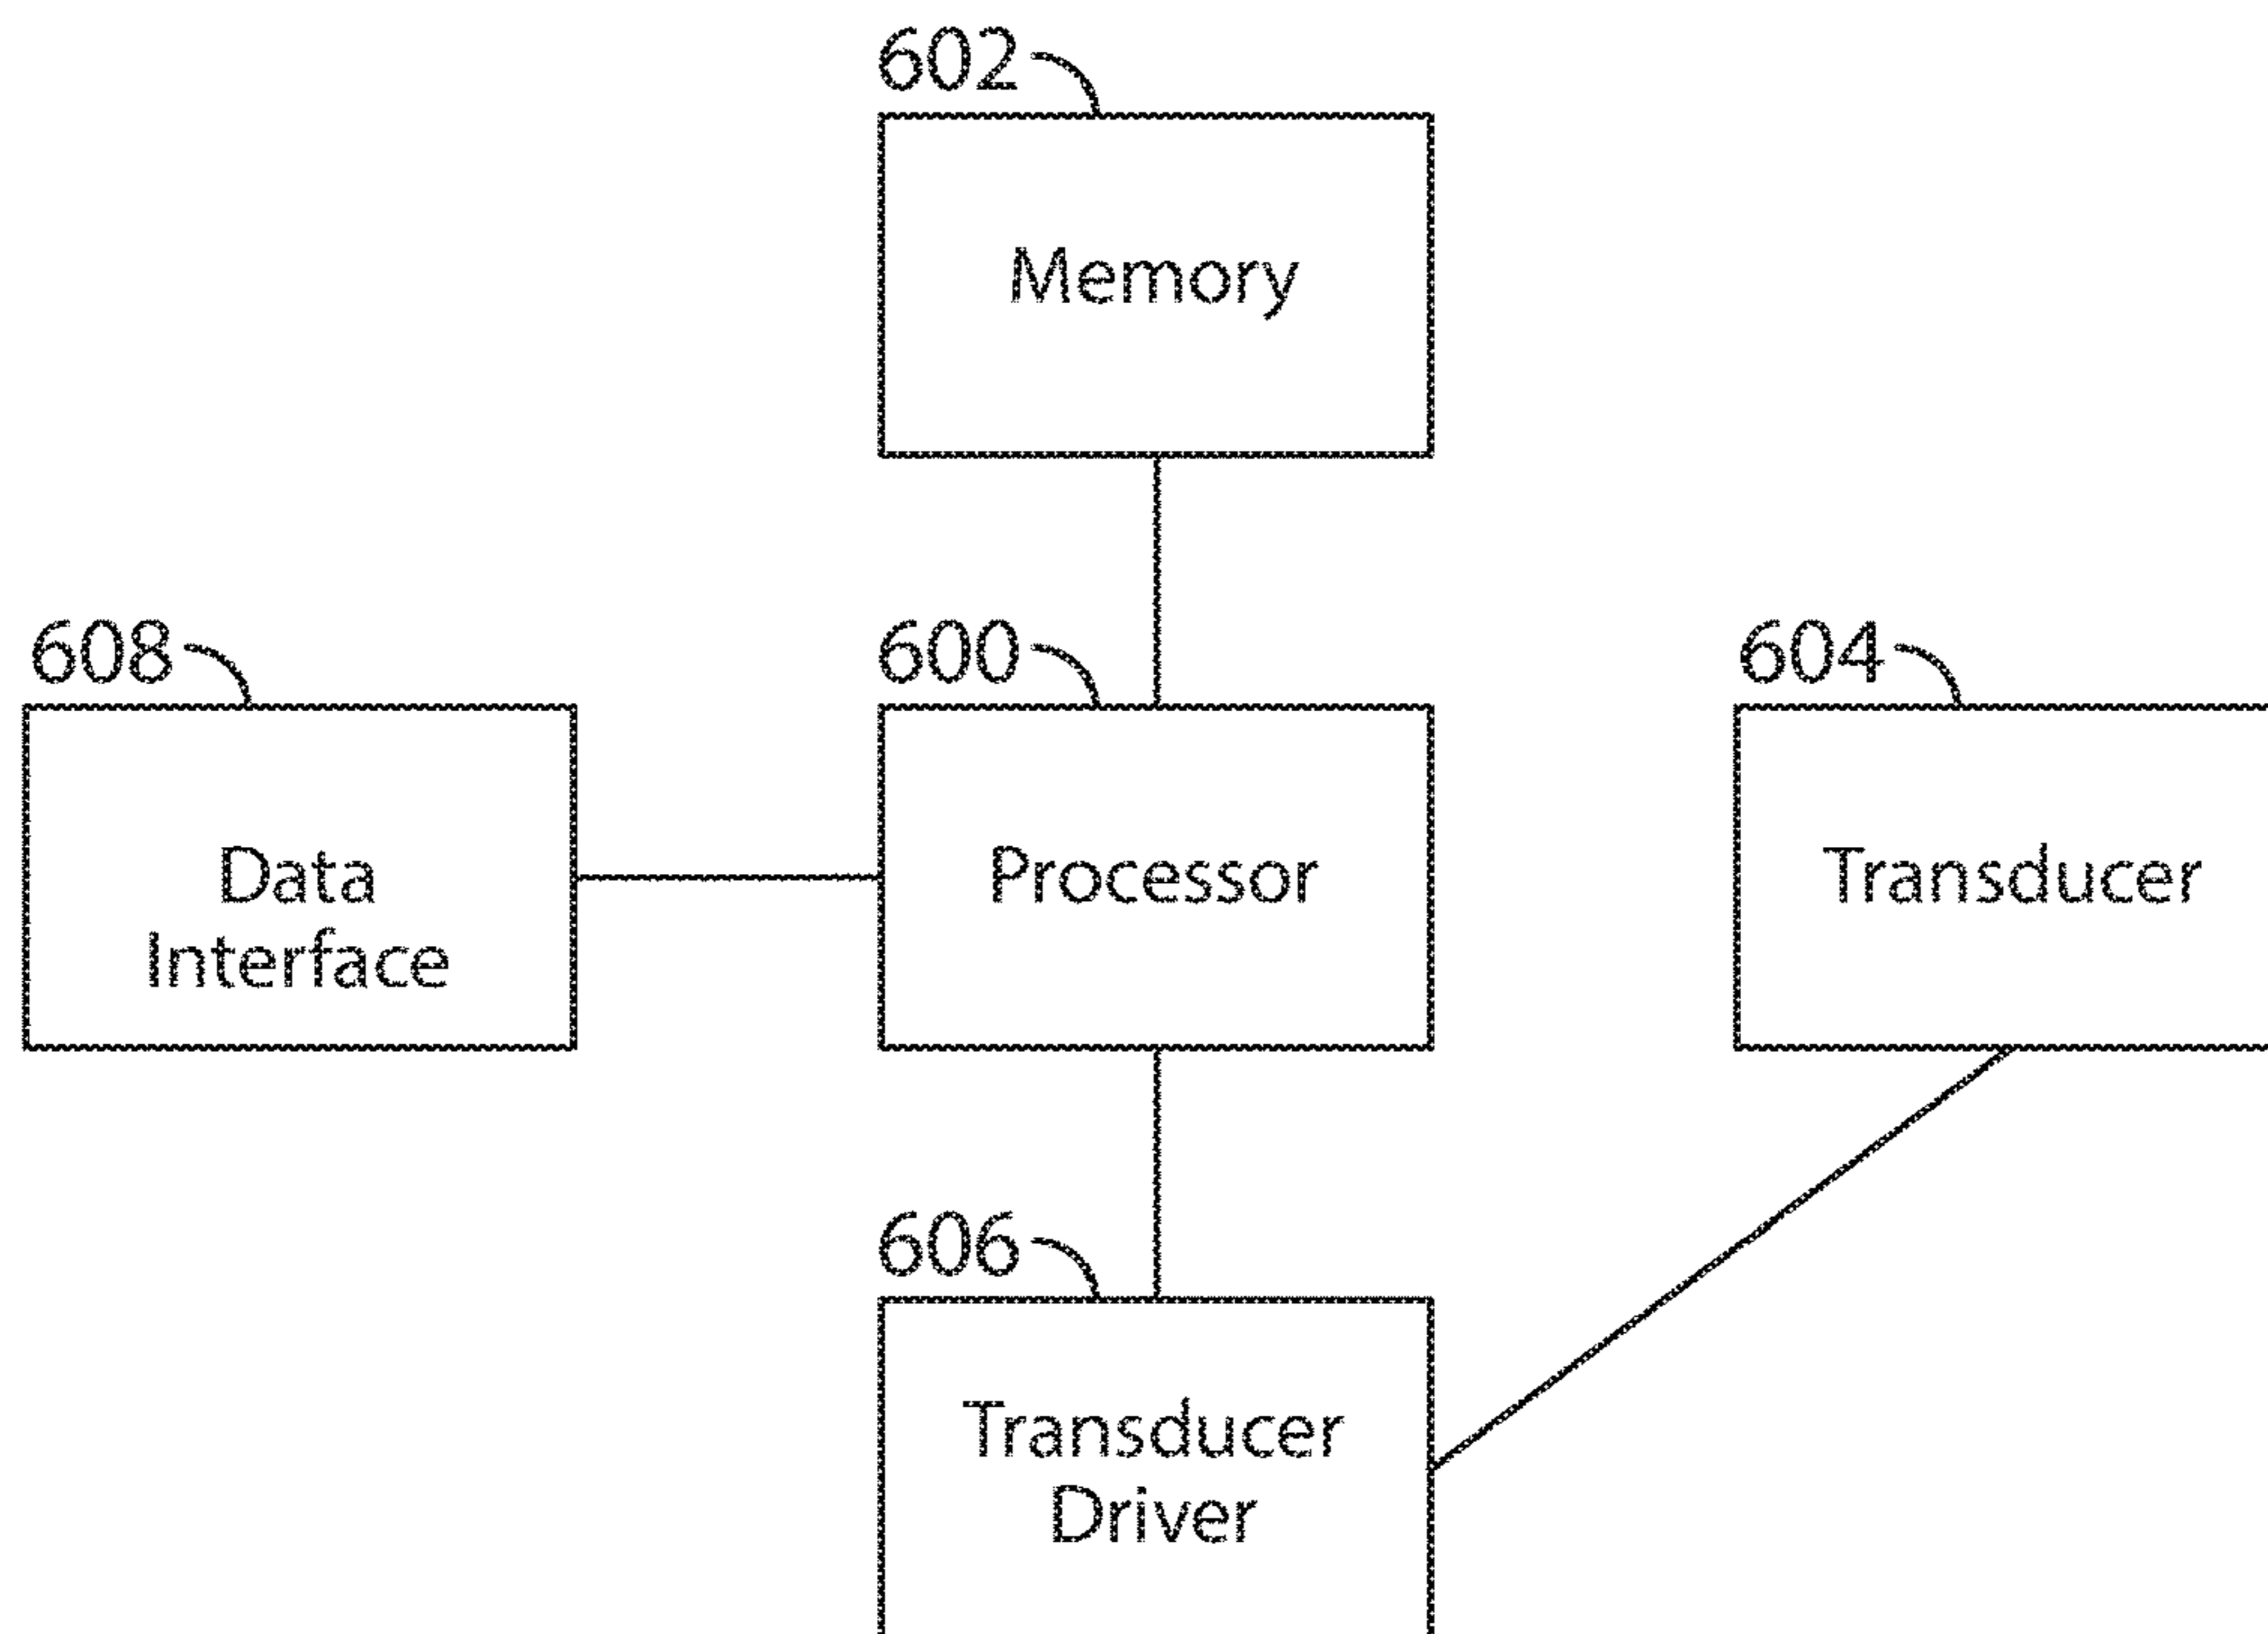 602
Memory
608
600
604
Data
Interface
Processor
Transducer
606
Transducer
Driver